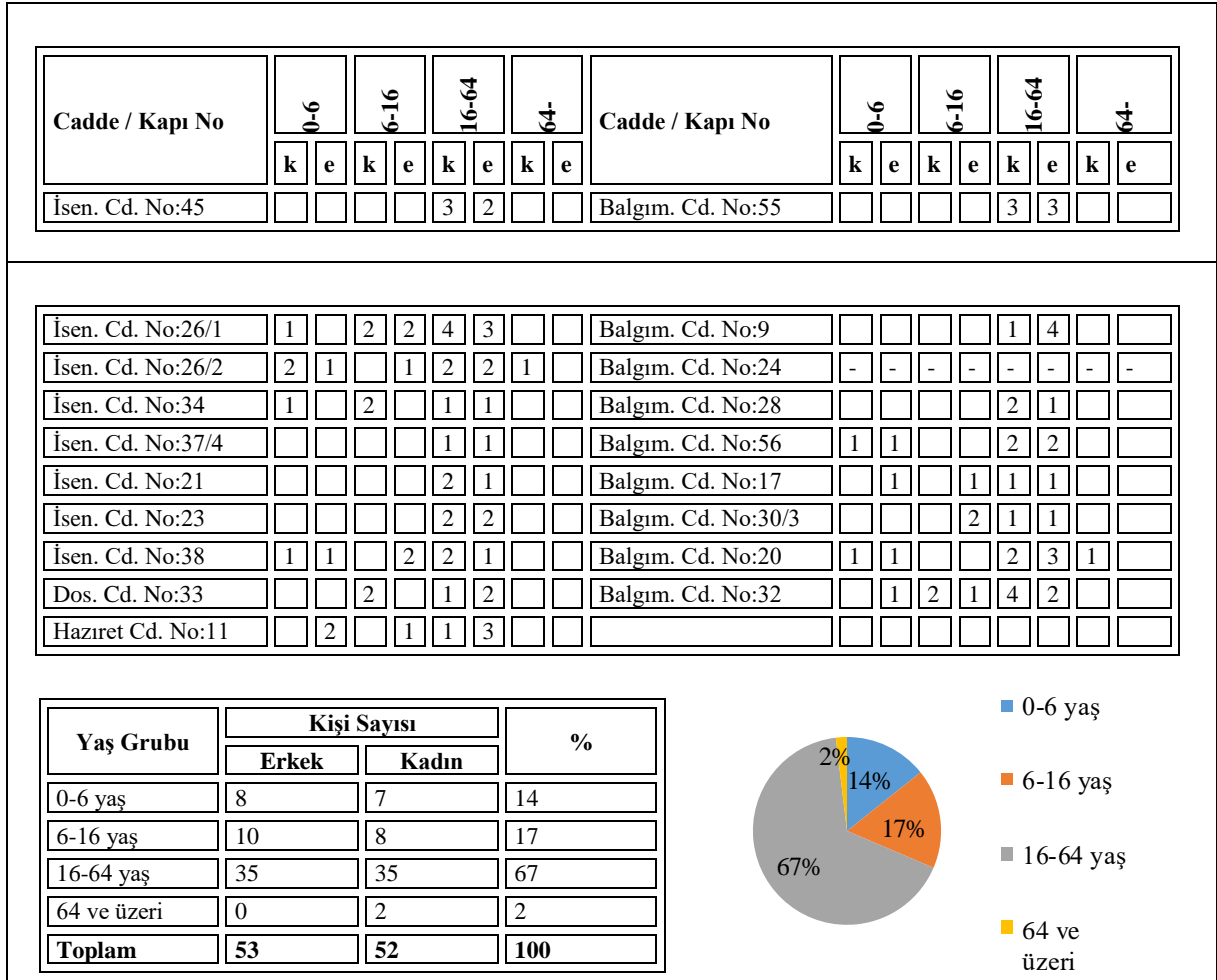 Cadde / Kapı No 0-6 6-16 16-64 64- Cadde / Kapı No 0-6 6-16 16-64 64-
k e k e k e k e k e k e k e k e
İsen. Cd. No:45 3 2 Balgım. Cd. No:55 3 3
İsen. Cd. No:26/1 1 2 2 4 3 Balgım. Cd. No:9 1 4
İsen. Cd. No:26/2 2 1 1 2 2 1 Balgım. Cd. No:24 - - - - - - - -
İsen. Cd. No:34 1 2 1 1 Balgım. Cd. No:28 2 1
İsen. Cd. No:37/4 1 1 Balgım. Cd. No:56 1 1 2 2
İsen. Cd. No:21 2 1 Balgım. Cd. No:17 1 1 1 1
İsen. Cd. No:23 2 2 Balgım. Cd. No:30/3 2 1 1
İsen. Cd. No:38 1 1 2 2 1 Balgım. Cd. No:20 1 1 2 3 1
Dos. Cd. No:33 2 1 2 Balgım. Cd. No:32 1 2 1 4 2
Hazıret Cd. No:11 2 1 1 3
Yaş Grubu Kişi Sayısı %
Erkek Kadın
0-6 yaş 8 7 14
6-16 yaş 10 8 17
16-64 yaş 35 35 67
64 ve üzeri 0 2 2
Toplam 53 52 100
2%
14%
17%
67%
0-6 yaş
6-16 yaş
16-64 yaş
64 ve
üzeri